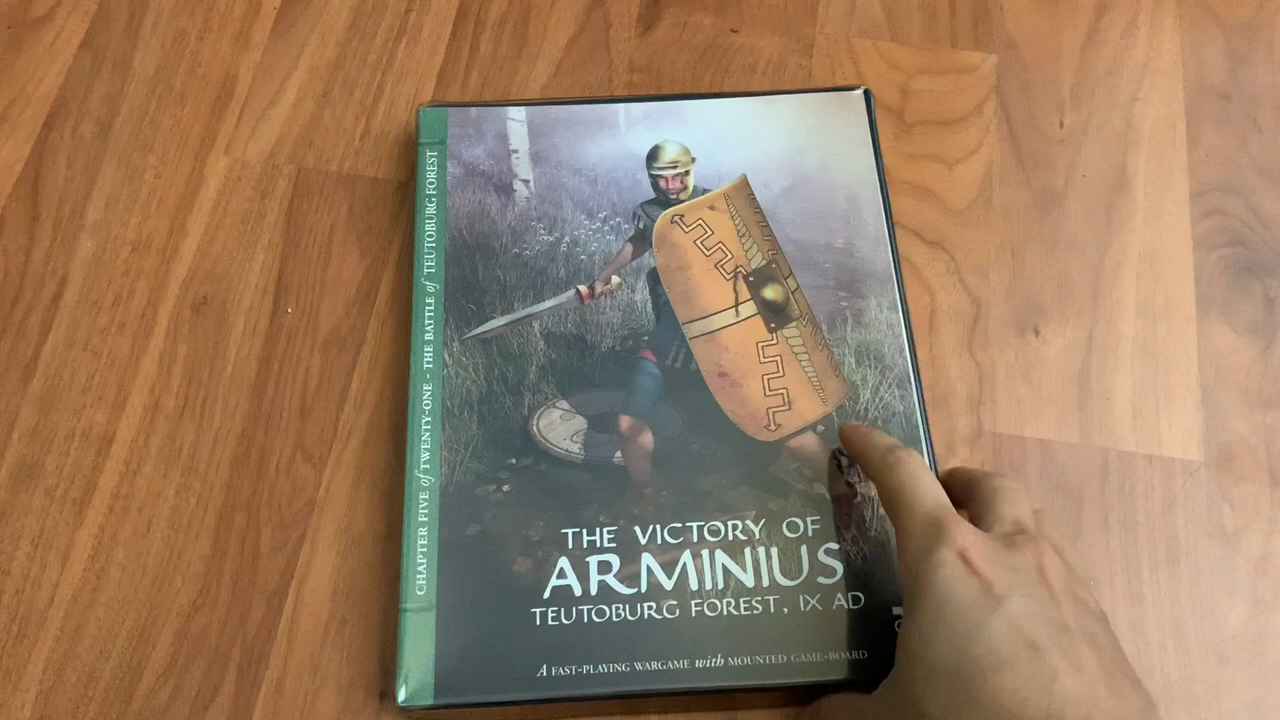 CHAPTER FIVE of TWENTY-ONE - THE BATTLE of TEUTOBURG FOREST
THE VICTORY OF
ARMINIUS
TEUTOBURG FOREST, IX AD
A FAST-PLAYING WARGAME with MOUNTED GAME-BOARD